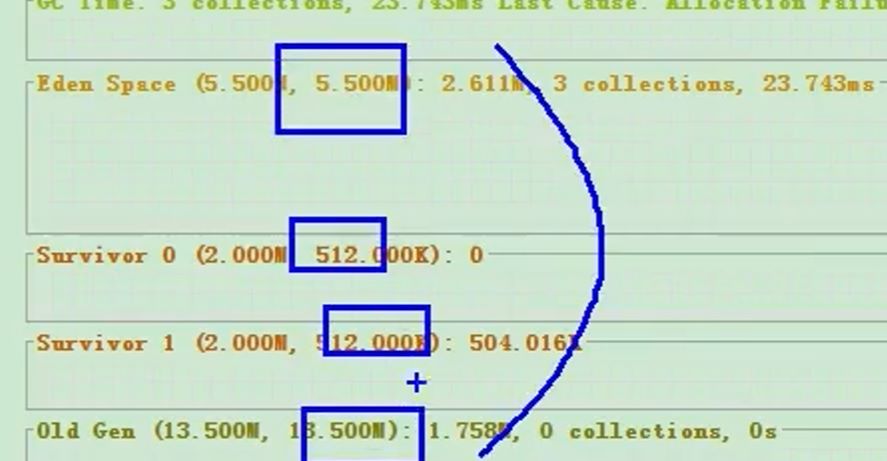 GC Time: 3 collections, 23.743ms Last Cause: Allocation Failu
Eden Space (5.500M, 5.500M): 2.611M, 3 collections, 23.743ms
Survivor 0 (2.000M, 512.000K): 0
Survivor 1 (2.000M, 512.000K): 504.016K
Old Gen (13.500M, 13.500M): 1.758M, 0 collections, 0s